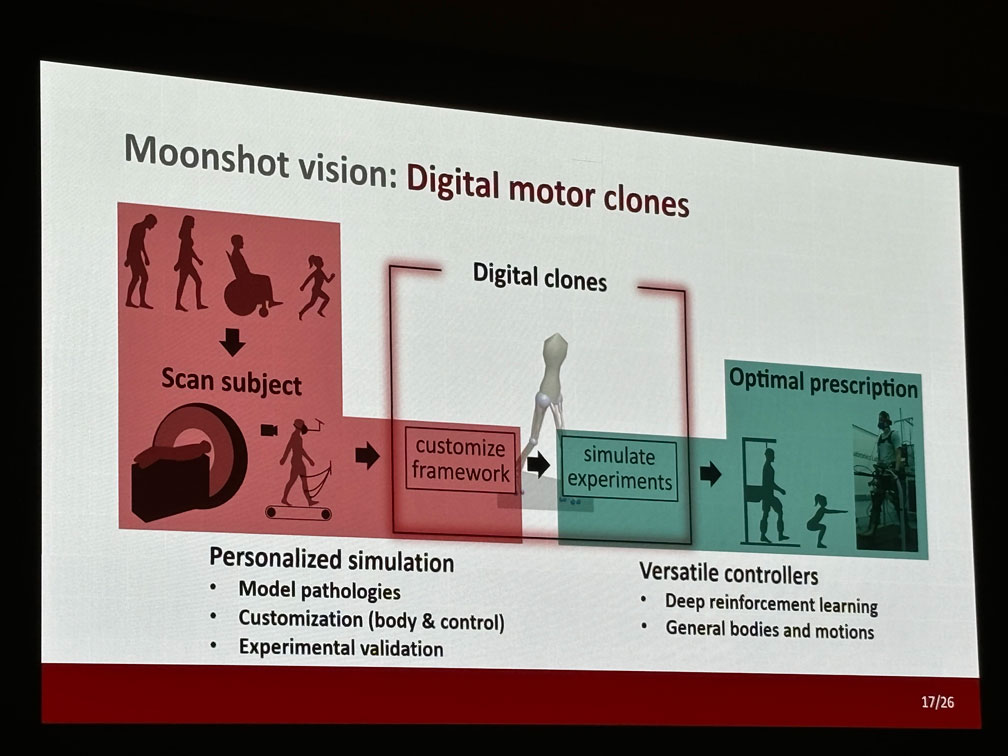 Moonshot vision: Digital motor clones
Digital clones
Scan subject
customize
framework
simulate
experiments
Optimal prescription
Personalized simulation
• Model pathologies
• Customization (body & control)
• Experimental validation
Versatile controllers
• Deep reinforcement learning
• General bodies and motions
17/26